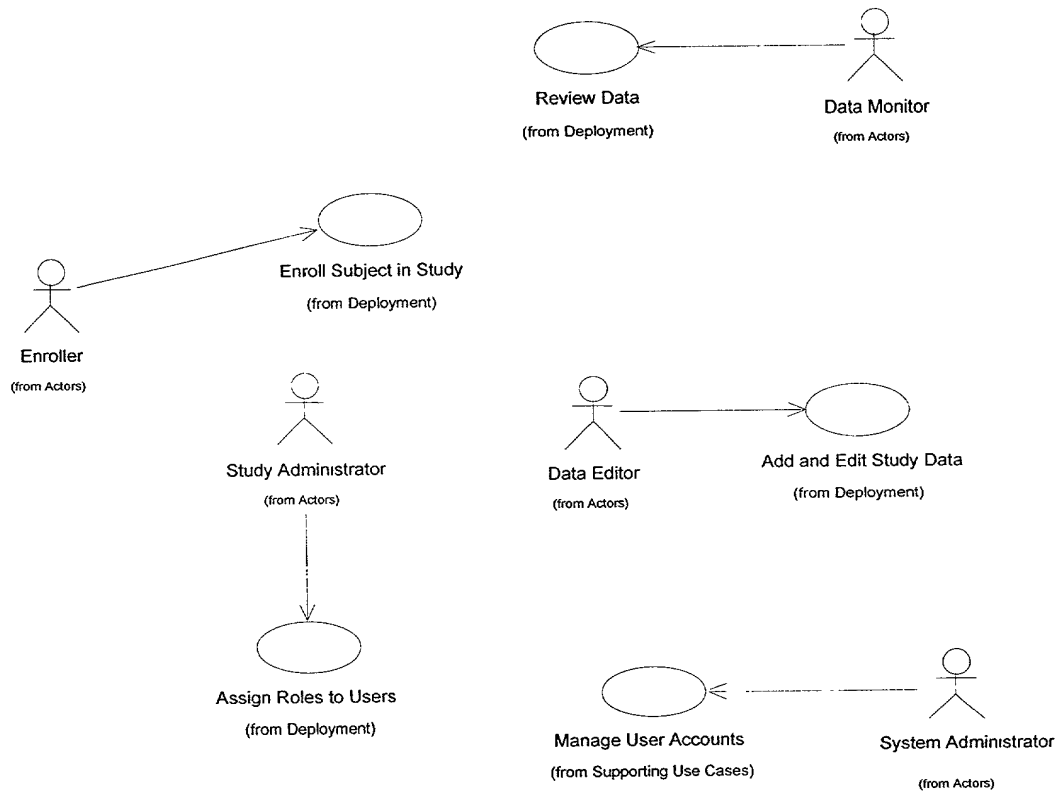 Review Data
(from Deployment)
Data Monitor
(from Actors)
Enroll Subject in Study
(from Deployment)
Enroller
(from Actors)
Study Administrator
(from Actors)
Data Editor
(from Actors)
Add and Edit Study Data
(from Deployment)
Assign Roles to Users
(from Deployment)
Manage User Accounts
(from Supporting Use Cases)
System Administrator
(from Actors)